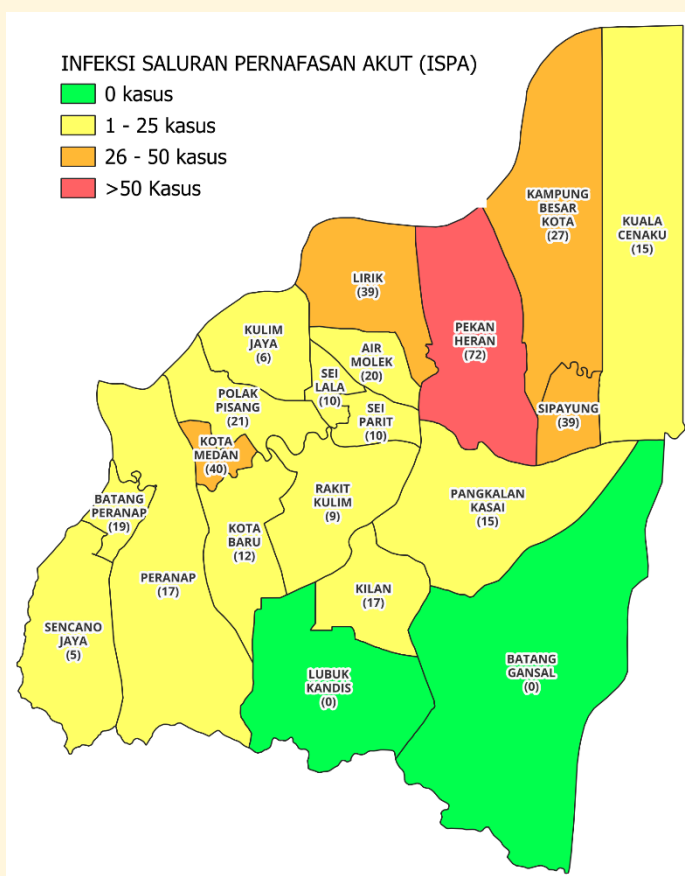 INFEKSI SALURAN PERNAFASAN AKUT (ISPA)
0 kasus
1 - 25 kasus
26 - 50 kasus
>50 Kasus
KAMPUNG
BESAR
KOTA
(27)
KUALA
CENAKU
(15)
LIRIK
(39)
PEKAN
HERAN
(72)
KULIM
JAYA
(6)
AIR
MOLEK
(20)
SEI
LALA
(10)
POLAK
PISANG
(21)
SEI
PARIT
(10)
SIPAYUNG
(39)
KOTA
MEDAN
(40)
BATANG
PERANAP
(19)
RAKIT
KULIM
(9)
PANGKALAN
KASAI
(15)
KOTA
BARU
(12)
PERANAP
(17)
KILAN
(17)
SENCANO
JAYA
(5)
LUBUK
KANDIS
(0)
BATANG
GANSAL
(0)